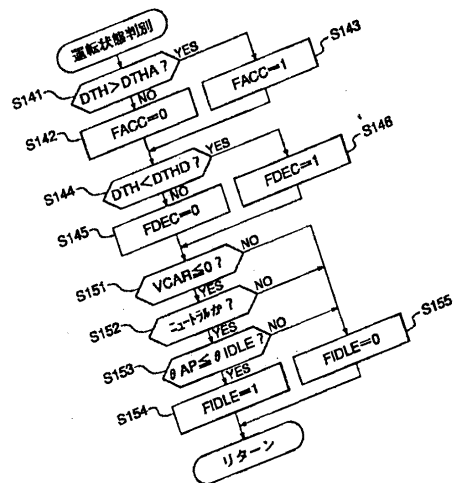 運転状態判別
S141
DTH>DTHA?
YES
S143
FACC=1
NO
S142
FACC=0
S144
DTH<DTHD?
YES
S146
FDEC=1
NO
S145
FDEC=0
S151
VCAR≦0?
NO
YES
S152
ニュートラルか?
NO
YES
S153
θAP≦θIDLE?
NO
YES
S155
FIDLE=0
S154
FIDLE=1
リターン